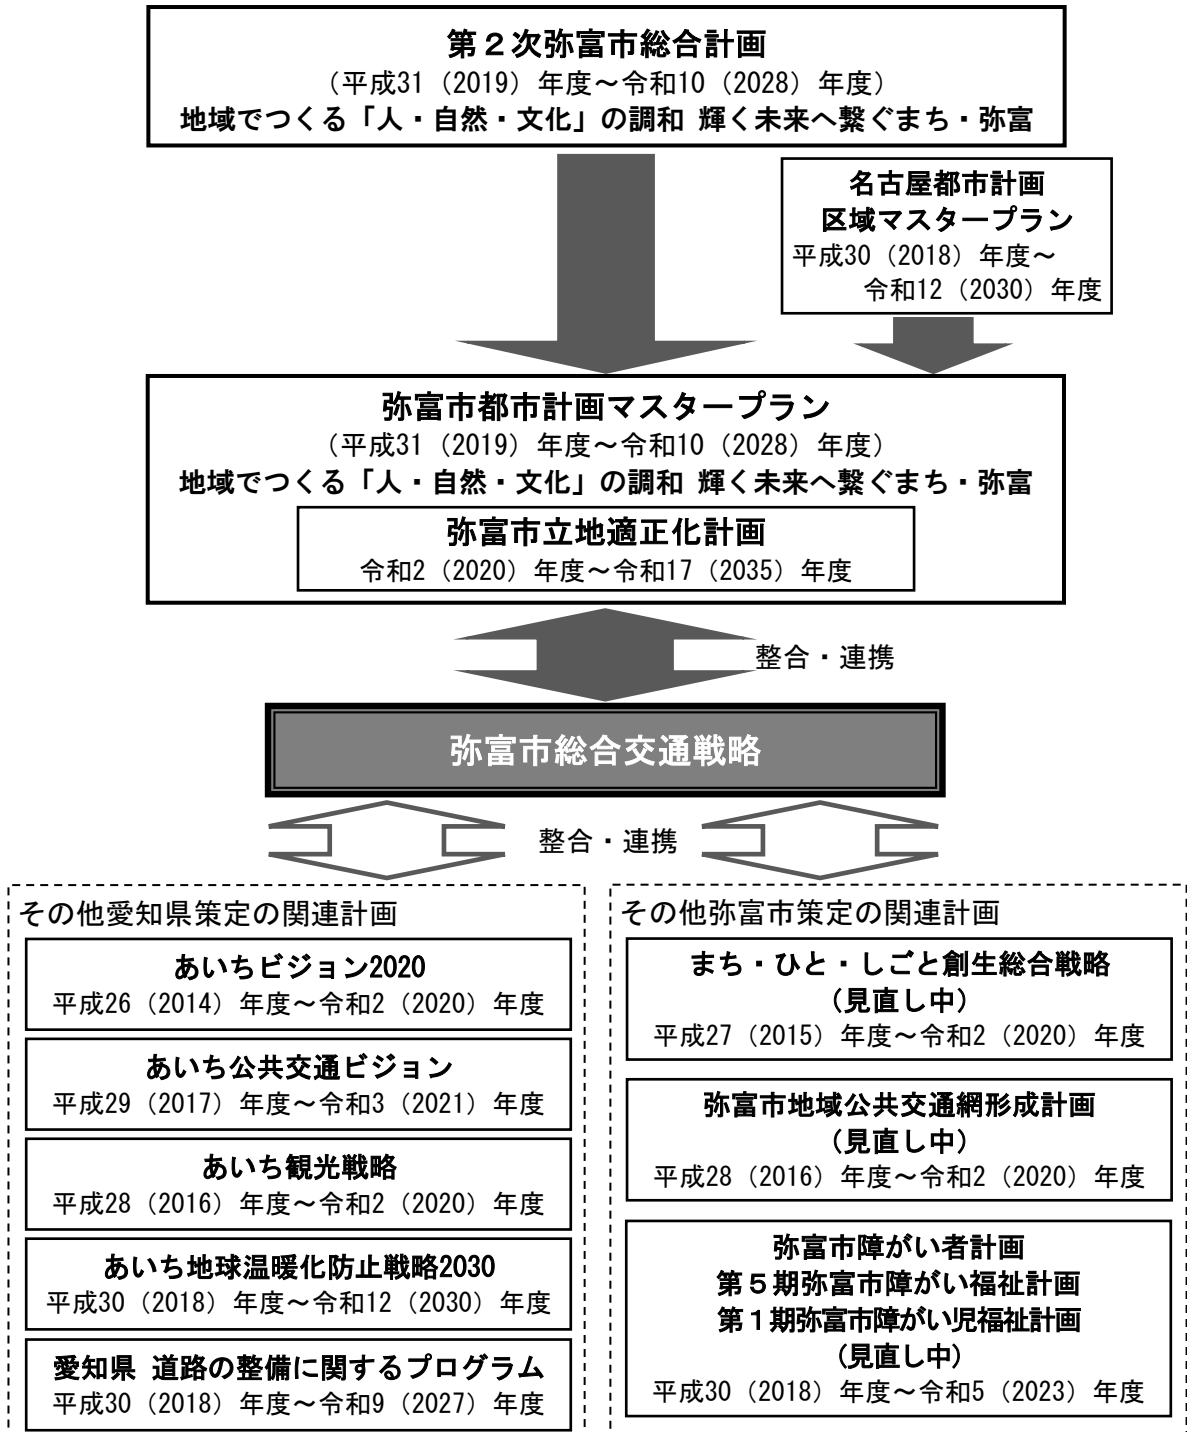 第２次弥富市総合計画
（平成31（2019）年度～令和10（2028）年度）
地域でつくる「人・自然・文化」の調和 輝く未来へ繋ぐまち・弥富
名古屋都市計画
区域マスタープラン
平成30（2018）年度～
令和12（2030）年度
弥富市都市計画マスタープラン
（平成31（2019）年度～令和10（2028）年度）
地域でつくる「人・自然・文化」の調和 輝く未来へ繋ぐまち・弥富
弥富市立地適正化計画
令和2（2020）年度～令和17（2035）年度
整合・連携
弥富市総合交通戦略
整合・連携
その他愛知県策定の関連計画
あいちビジョン2020
平成26（2014）年度～令和2（2020）年度
あいち公共交通ビジョン
平成29（2017）年度～令和3（2021）年度
あいち観光戦略
平成28（2016）年度～令和2（2020）年度
あいち地球温暖化防止戦略2030
平成30（2018）年度～令和12（2030）年度
愛知県 道路の整備に関するプログラム
平成30（2018）年度～令和9（2027）年度
その他弥富市策定の関連計画
まち・ひと・しごと創生総合戦略
（見直し中）
平成27（2015）年度～令和2（2020）年度
弥富市地域公共交通網形成計画
（見直し中）
平成28（2016）年度～令和2（2020）年度
弥富市障がい者計画
第５期弥富市障がい福祉計画
第１期弥富市障がい児福祉計画
（見直し中）
平成30（2018）年度～令和5（2023）年度